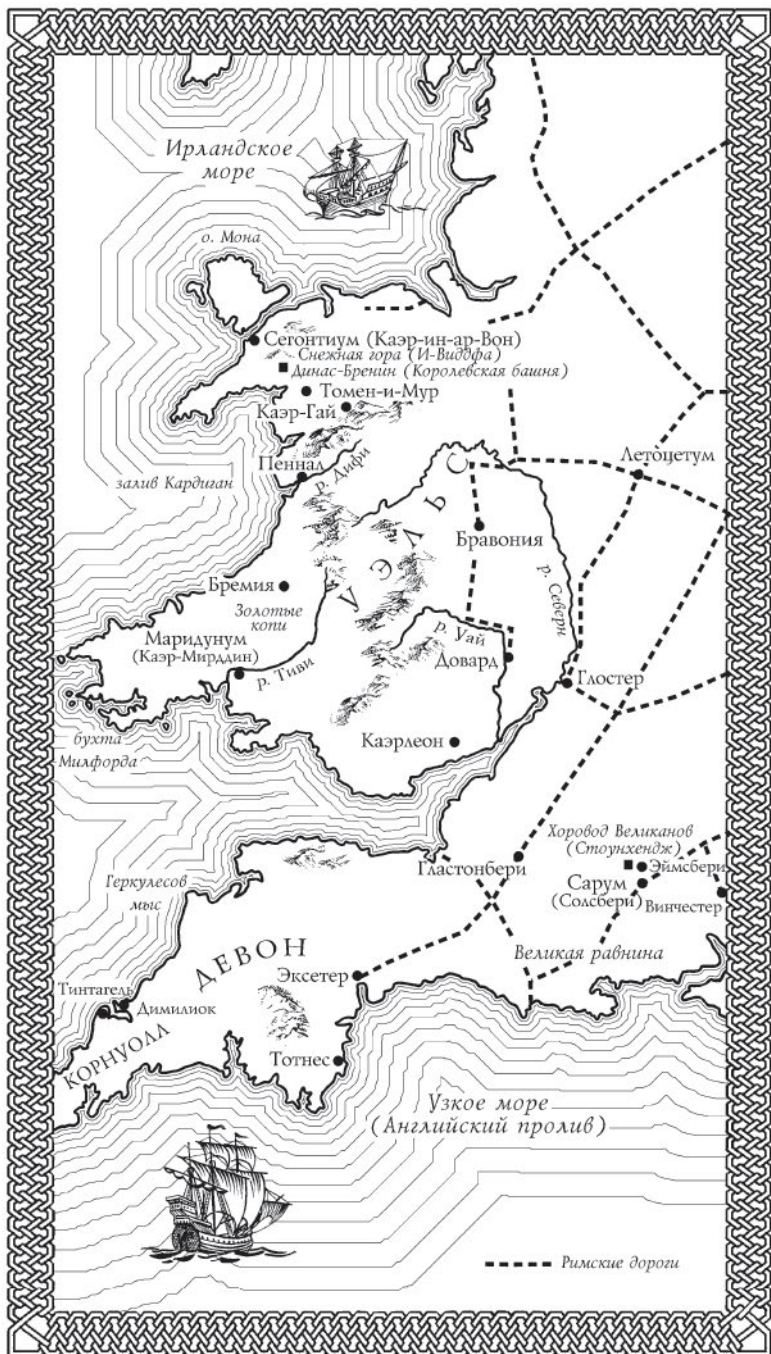 Ирландское
море
о. Мона
Сегонтиум (Каэр-ин-ар-Вон)
Снежная гора (И-Виддфа)
Динас-Бренин (Королевская башня)
Томен-и-Мур
Каэр-Гай
Пеннал
р. Дифи
залив Кардиган
УЭЛЬС
Летоцетум
Бравония
р. Северн
Бремия
Золотые
копи
Маридунум
(Каэр-Мирддин)
р. Тиви
р. Уай
Довард
Глостер
Каэрлеон
бухта
Милфорда
Хоровод Великанов
(Стоунхендж)
Эймсбери
Гластонбери
Сарум
(Солсбери)
Винчестер
Геркулесов
мыс
Великая равнина
ДЕВОН
Эксетер
Тинтагель
Димилиок
КОРНУОЛЛ
Тотнес
Узкое море
(Английский пролив)
Римские дороги